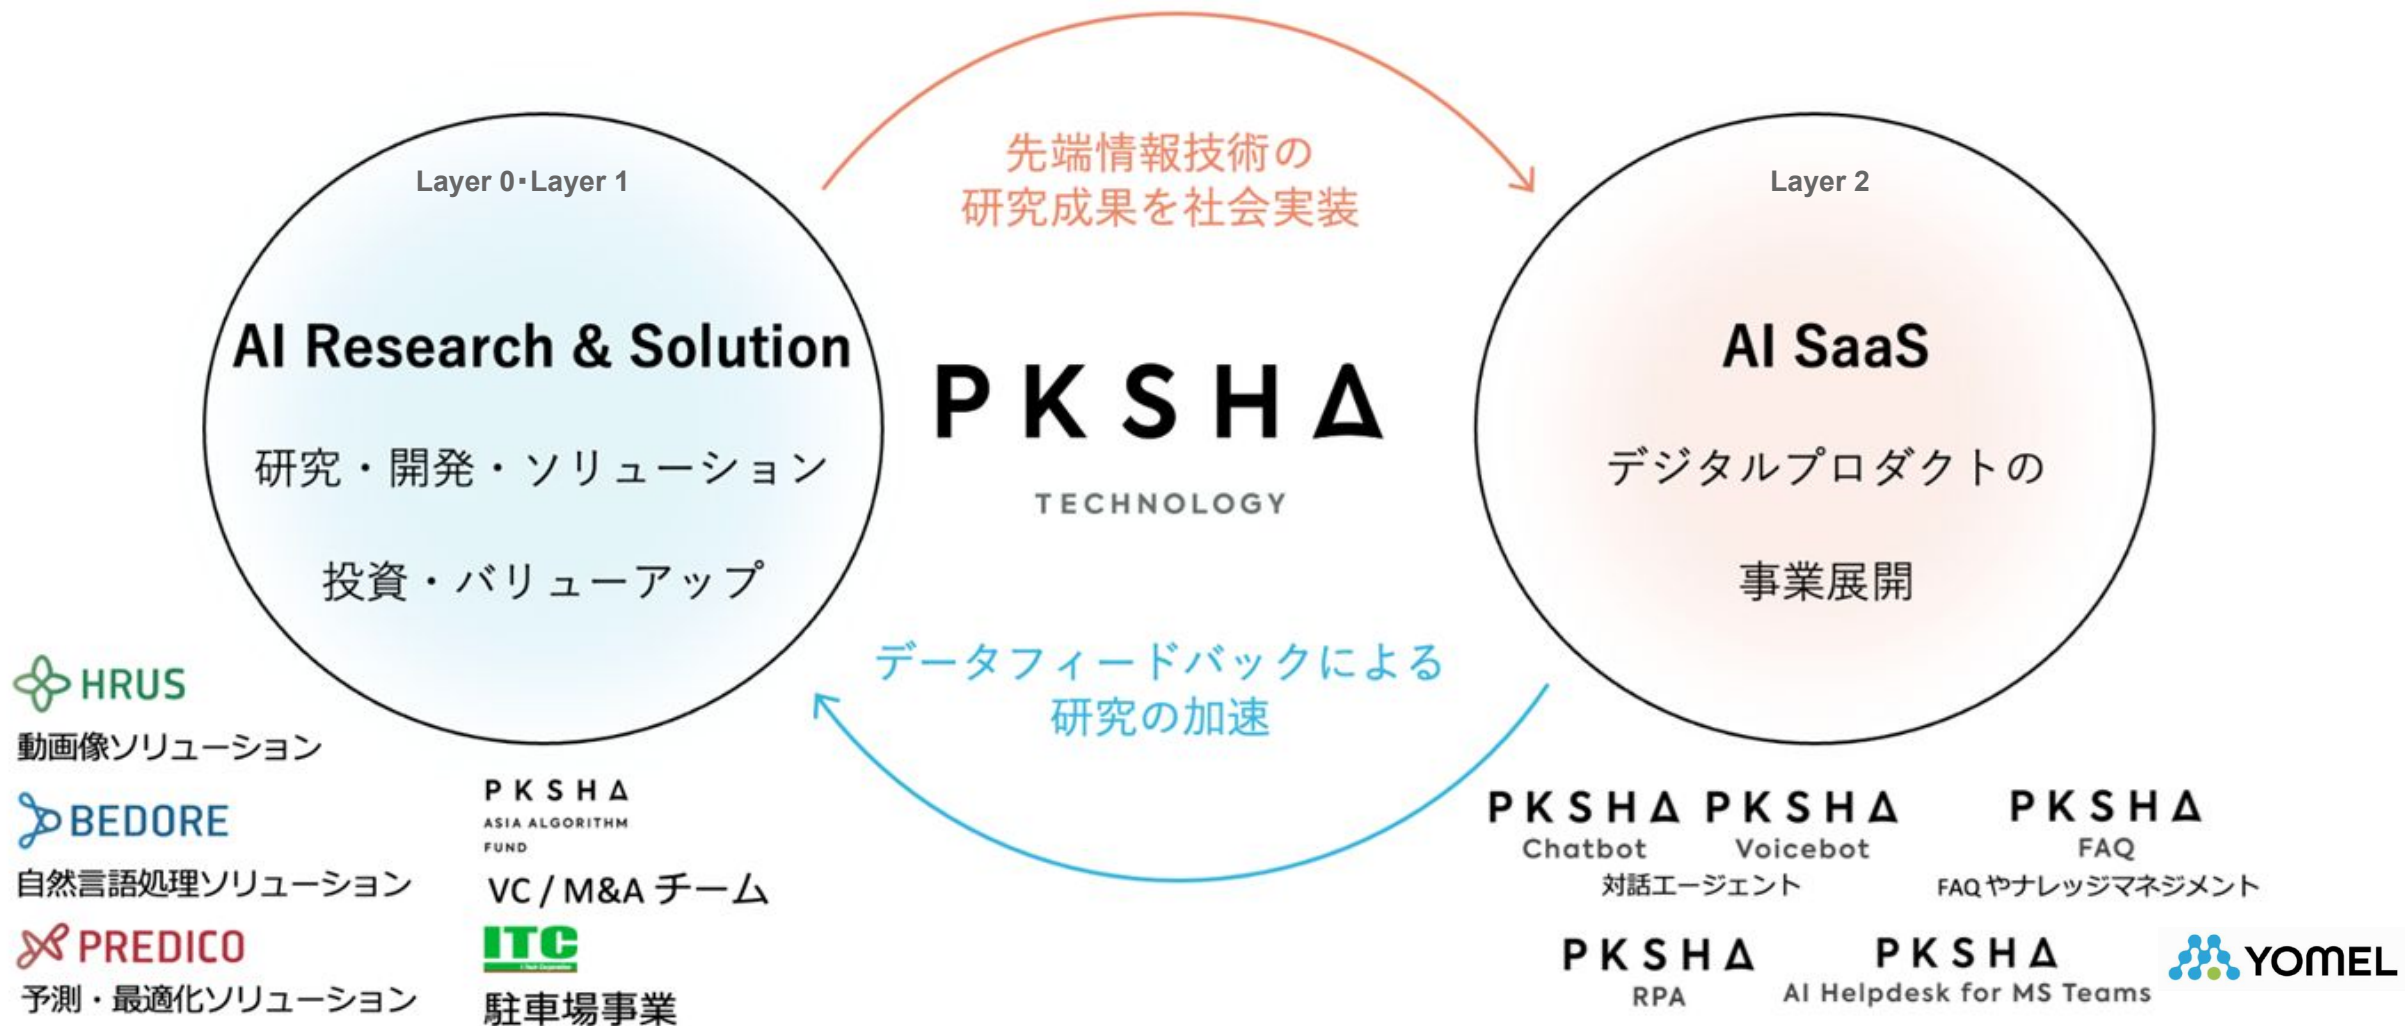 先端情報技術の
研究成果を社会実装
Layer 0・Layer 1
AI Research & Solution
研究・開発・ソリューション
投資・バリューアップ
PKSHA
TECHNOLOGY
Layer 2
AI SaaS
デジタルプロダクトの
事業展開
データフィードバックによる
研究の加速
HRUS
動画像ソリューション
BEDORE
自然言語処理ソリューション
PREDICO
予測・最適化ソリューション
PKSHA
ASIA ALGORITHM
FUND
VC / M&A チーム
ITC
駐車場事業
PKSHA
Chatbot
PKSHA
Voicebot
対話エージェント
PKSHA
FAQ
FAQ やナレッジマネジメント
PKSHA
RPA
PKSHA
AI Helpdesk for MS Teams
YOMEL